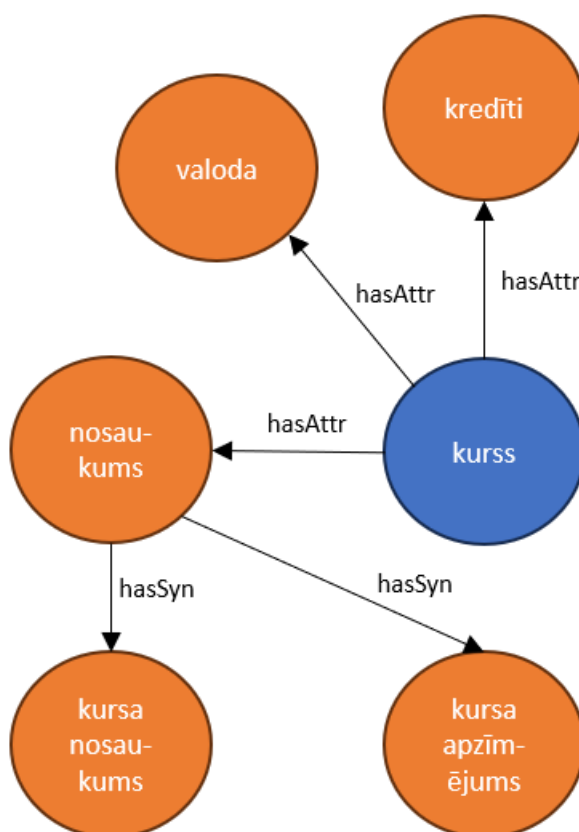 kredīti
valoda
hasAttr
hasAttr
nosau-
kums
hasAttr
kurss
hasSyn
hasSyn
kursa
nosau-
kums
kursa
apzīm-
ējums